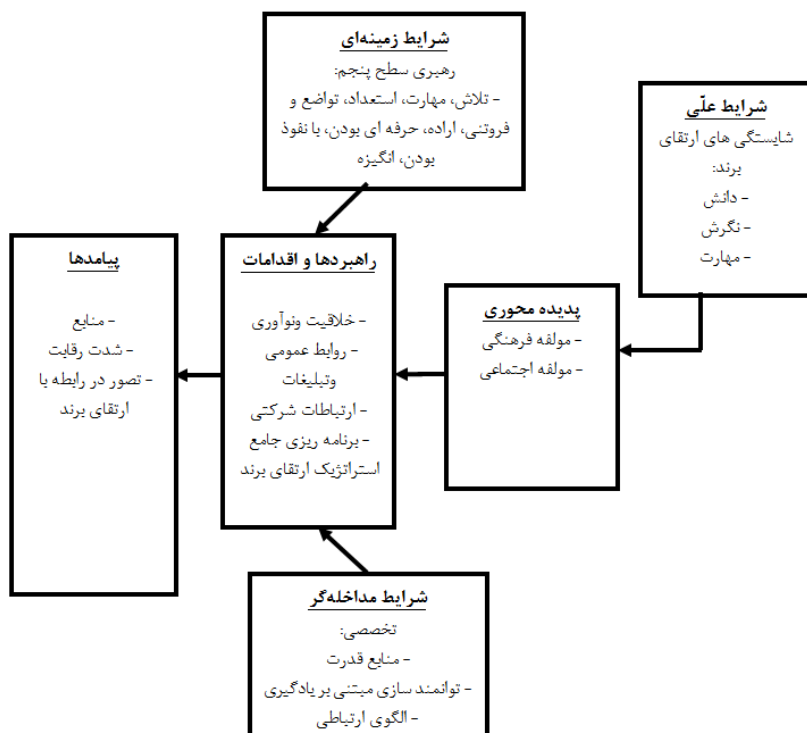 شرایط زمینه‌ای
رهبری سطح پنجم:
- تلاش، مهارت، استعداد، تواضع و
فروتنی، اراده، حرفه ای بودن، با نفوذ
بودن، انگیزه
شرایط علّی
شایستگی های ارتقای
برند:
- دانش
- نگرش
- مهارت
پدیده محوری
- مولفه فرهنگی
- مولفه اجتماعی
راهبردها و اقدامات
- خلاقیت ونوآوری
- روابط عمومی
وتبلیغات
- ارتباطات شرکتی
- برنامه ریزی جامع
استراتژیک ارتقای برند
پیامدها
- منابع
- شدت رقابت
- تصور در رابطه با
ارتقای برند
شرایط مداخله‌گر
تخصصی:
- منابع قدرت
- توانمند سازی مبتنی بر یادگیری
- الگوی ارتباطی